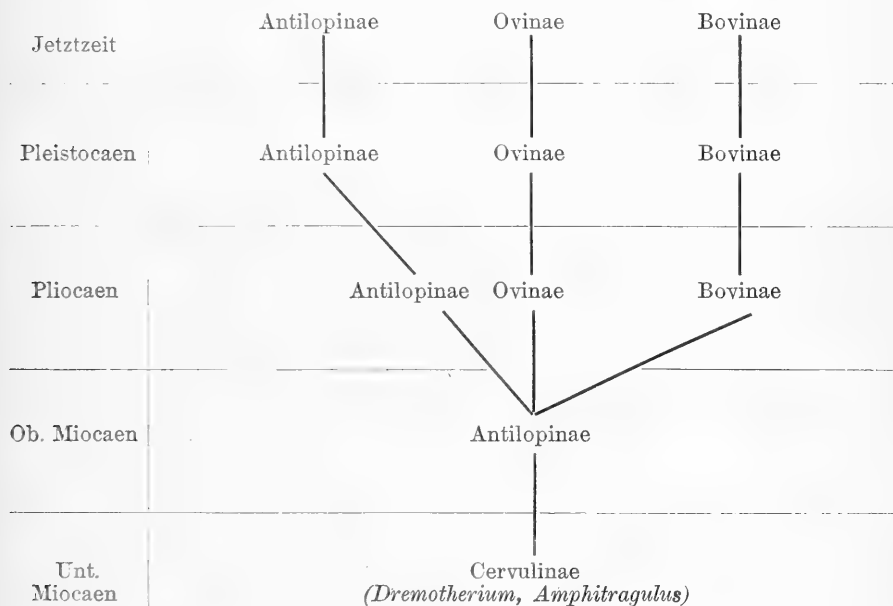 Jetztzeit Antilopinae Ovinae Bovinae
Pleistocaen Antilopinae Ovinae Bovinae
Pliocaen Antilopinae Ovinae Bovinae
Ob. Miocaen Antilopinae
Unt. Cervulinae
Miocaen (Dremotherium, Amphitragulus)